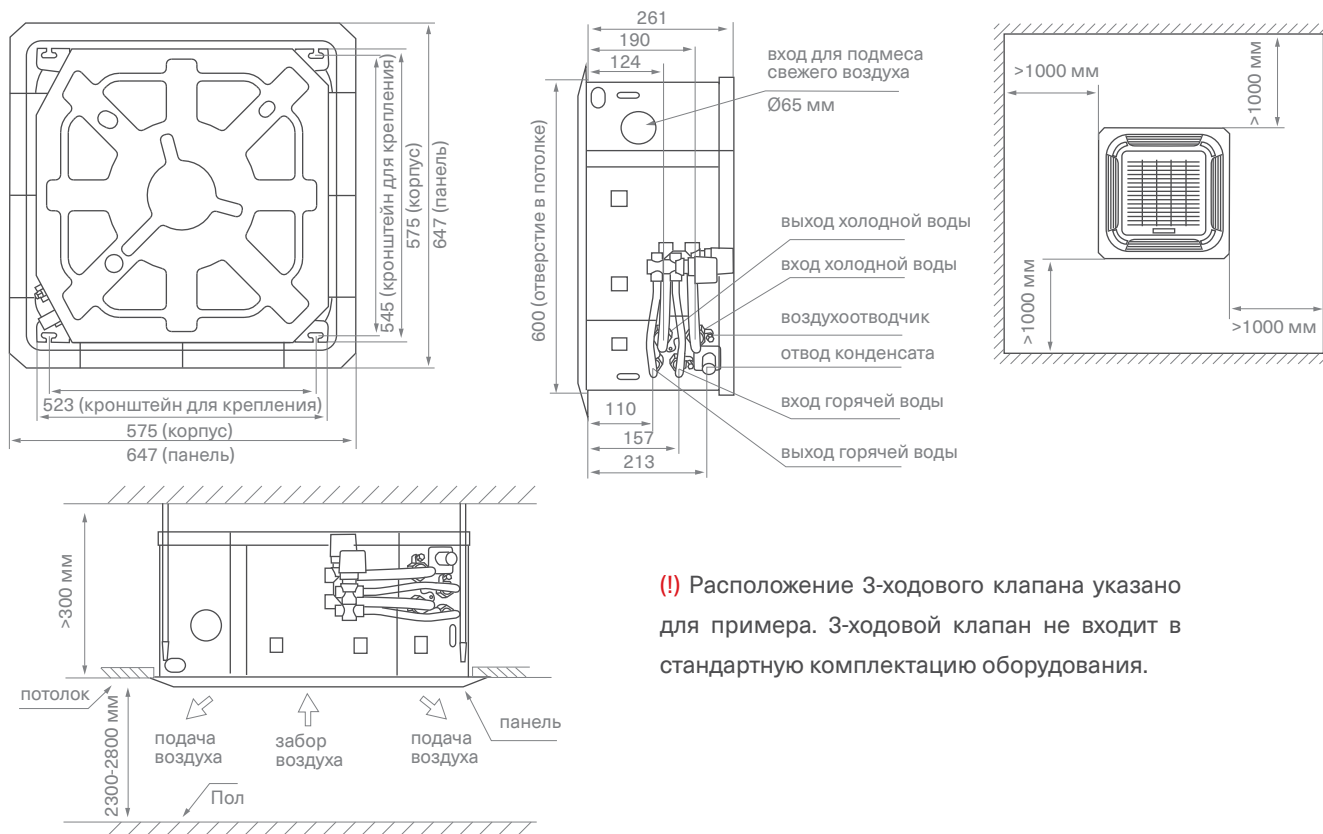 545 (кронштейн для крепления)
575 (корпус)
647 (панель)
523 (кронштейн для крепления)
575 (корпус)
647 (панель)
261
190
124
600 (отверстие в потолке)
вход для подмеса
свежего воздуха
Ø65 мм
выход холодной воды
вход холодной воды
воздухоотводчик
отвод конденсата
вход горячей воды
выход горячей воды
110
157
213
>1000 мм
>1000 мм
>1000 мм
>1000 мм
>300 мм
потолок
2300-2800 мм
подача
воздуха
забор
воздуха
подача
воздуха
панель
Пол
(!) Расположение 3-ходового клапана указано
для примера. 3-ходовой клапан не входит в
стандартную комплектацию оборудования.